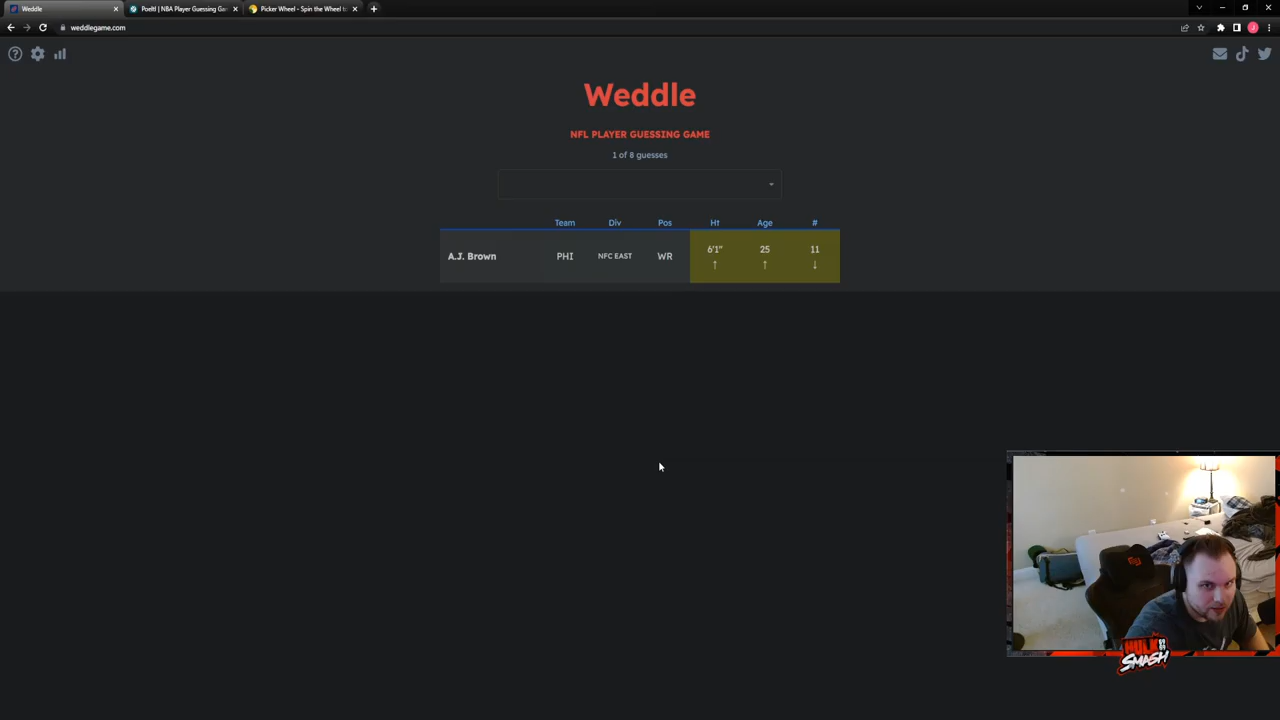 Weddle
Poeltl | NBA Player Guessing Ga
Picker Wheel - Spin the Wheel t
weddlegame.com
J
Weddle
NFL PLAYER GUESSING GAME
1 of 8 guesses
Team Div Pos Ht Age #
A.J. Brown PHI NFC EAST WR 6'1" 25 11
↑ ↑ ↓
HULK
SMASH